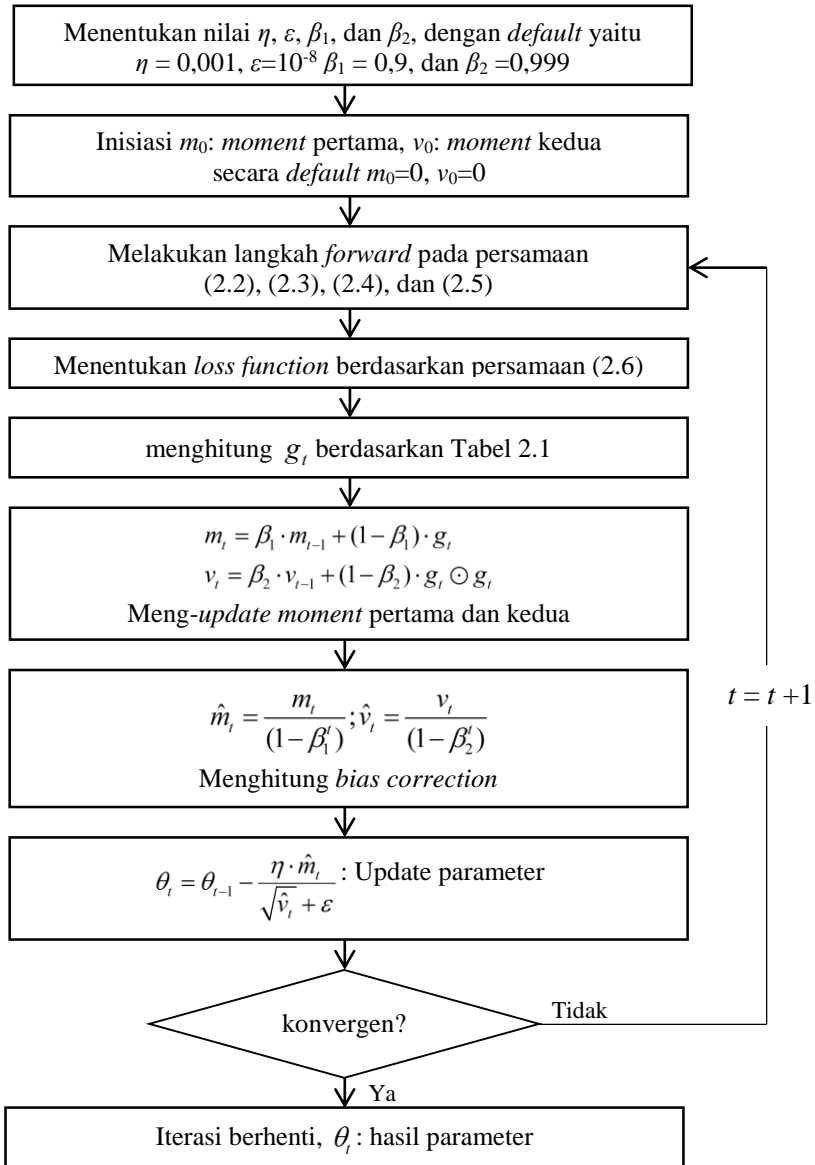 Menentukan nilai η, ε, β₁, dan β₂, dengan default yaitu
η = 0,001, ε=10⁻⁸ β₁ = 0,9, dan β₂ =0,999
Inisiasi m₀: moment pertama, v₀: moment kedua
secara default m₀=0, v₀=0
Melakukan langkah forward pada persamaan
(2.2), (2.3), (2.4), dan (2.5)
Menentukan loss function berdasarkan persamaan (2.6)
menghitung g_t berdasarkan Tabel 2.1
m_t = β₁ · m_{t-1} + (1 − β₁) · g_t
v_t = β₂ · v_{t-1} + (1 − β₂) · g_t ⊙ g_t
Meng-update moment pertama dan kedua
m̂_t = m_t / (1 − β₁^t) ; v̂_t = v_t / (1 − β₂^t)
Menghitung bias correction
t = t +1
θ_t = θ_{t-1} − η · m̂_t / (√v̂_t + ε) : Update parameter
konvergen?
Tidak
Ya
Iterasi berhenti, θ_t : hasil parameter